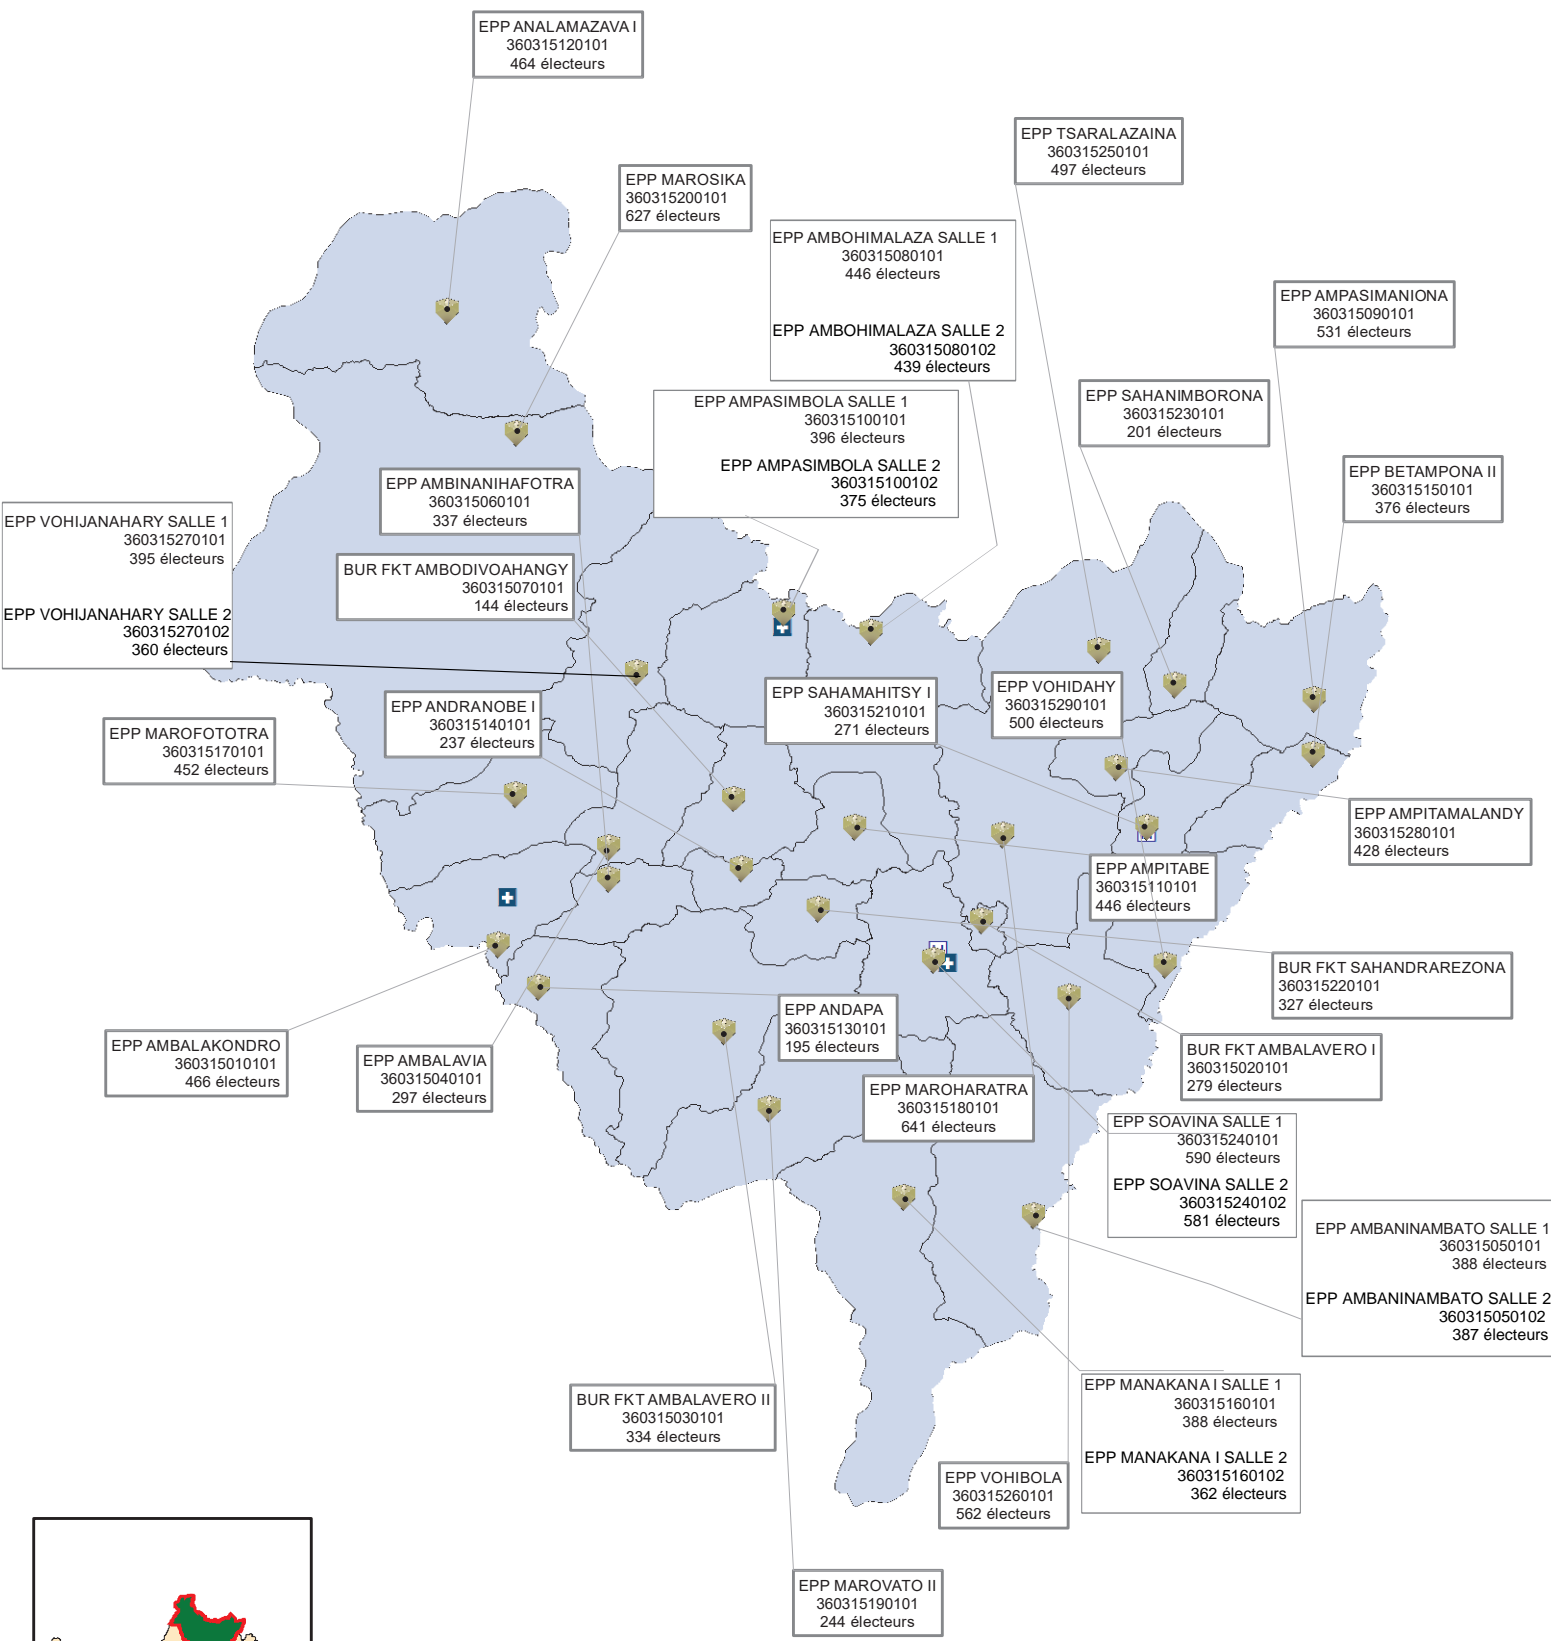 EPP ANALAMAZAVA I
360315120101
464 électeurs
EPP TSARALAZAINA
360315250101
497 électeurs
EPP MAROSIKA
360315200101
627 électeurs
EPP AMBOHIMALAZA SALLE 1
360315080101
446 électeurs
EPP AMBOHIMALAZA SALLE 2
360315080102
439 électeurs
EPP AMPASIMANIONA
360315090101
531 électeurs
EPP SAHANIMBORONA
360315230101
201 électeurs
EPP AMPASIMBOLA SALLE 1
360315100101
396 électeurs
EPP AMPASIMBOLA SALLE 2
360315100102
375 électeurs
EPP BETAMPONA II
360315150101
376 électeurs
EPP AMBINANIHAFOTRA
360315060101
337 électeurs
EPP VOHIJANAHARY SALLE 1
360315270101
395 électeurs
EPP VOHIJANAHARY SALLE 2
360315270102
360 électeurs
BUR FKT AMBODIVOAHANGY
360315070101
144 électeurs
EPP SAHAMAHITSY I
360315210101
271 électeurs
EPP VOHIDAHY
360315290101
500 électeurs
EPP ANDRANOBE I
360315140101
237 électeurs
EPP MAROFOTOTRA
360315170101
452 électeurs
EPP AMPITAMALANDY
360315280101
428 électeurs
EPP AMPITABE
360315110101
446 électeurs
BUR FKT SAHANDRAREZONA
360315220101
327 électeurs
EPP ANDAPA
360315130101
195 électeurs
EPP AMBALAKONDRO
360315010101
466 électeurs
EPP AMBALAVIA
360315040101
297 électeurs
BUR FKT AMBALAVERO I
360315020101
279 électeurs
EPP MAROHARATRA
360315180101
641 électeurs
EPP SOAVINA SALLE 1
360315240101
590 électeurs
EPP SOAVINA SALLE 2
360315240102
581 électeurs
EPP AMBANINAMBATO SALLE 1
360315050101
388 électeurs
EPP AMBANINAMBATO SALLE 2
360315050102
387 électeurs
BUR FKT AMBALAVERO II
360315030101
334 électeurs
EPP MANAKANA I SALLE 1
360315160101
388 électeurs
EPP MANAKANA I SALLE 2
360315160102
362 électeurs
EPP VOHIBOLA
360315260101
562 électeurs
EPP MAROVATO II
360315190101
244 électeurs